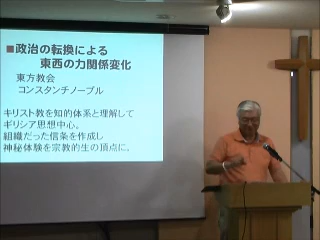 ■政治の転換による
東西の力関係変化
東方教会
コンスタンチノーブル
キリスト教を知的体系と理解して
ギリシア思想中心。
組織だった信条を作成し
神秘体験を宗教的生の頂点に。